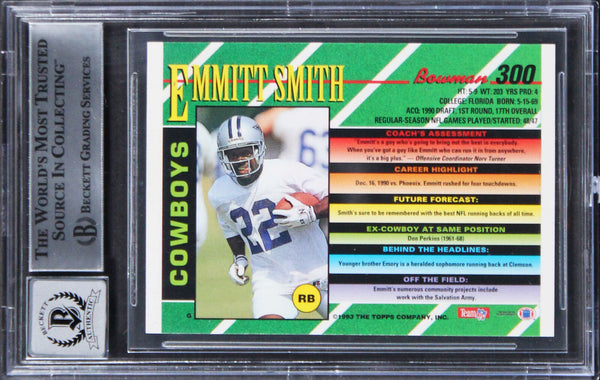 THE WORLD'S MOST TRUSTED
SOURCE IN COLLECTING™
BECKETT GRADING SERVICES
B
BECKETT
B
AUTHENTIC
EMMITT SMITH
Bowman 300
HT: 5-9 WT: 203 YRS PRO: 4
COLLEGE: FLORIDA BORN: 5-15-69
ACQ: 1990 DRAFT: 1ST ROUND, 17TH OVERALL
REGULAR-SEASON NFL GAMES PLAYED/STARTED: 48/47
COWBOYS
22
RB
COACH'S ASSESSMENT
"Emmitt's a guy who's going to bring out the best in everybody.
When you've got a guy like Emmitt who can run it in from anywhere,
it's a big plus." — Offensive Coordinator Norv Turner
CAREER HIGHLIGHT
Dec. 16, 1990 vs. Phoenix, Emmitt rushed for four touchdowns.
FUTURE FORECAST:
Smith's sure to be remembered with the best NFL running backs of all time.
EX-COWBOY AT SAME POSITION
Don Perkins (1961-68)
BEHIND THE HEADLINES:
Younger brother Emory is a heralded sophomore running back at Clemson.
OFF THE FIELD:
Emmitt's numerous community projects include
work with the Salvation Army.
G
©1993 THE TOPPS COMPANY, INC.
Team NFL